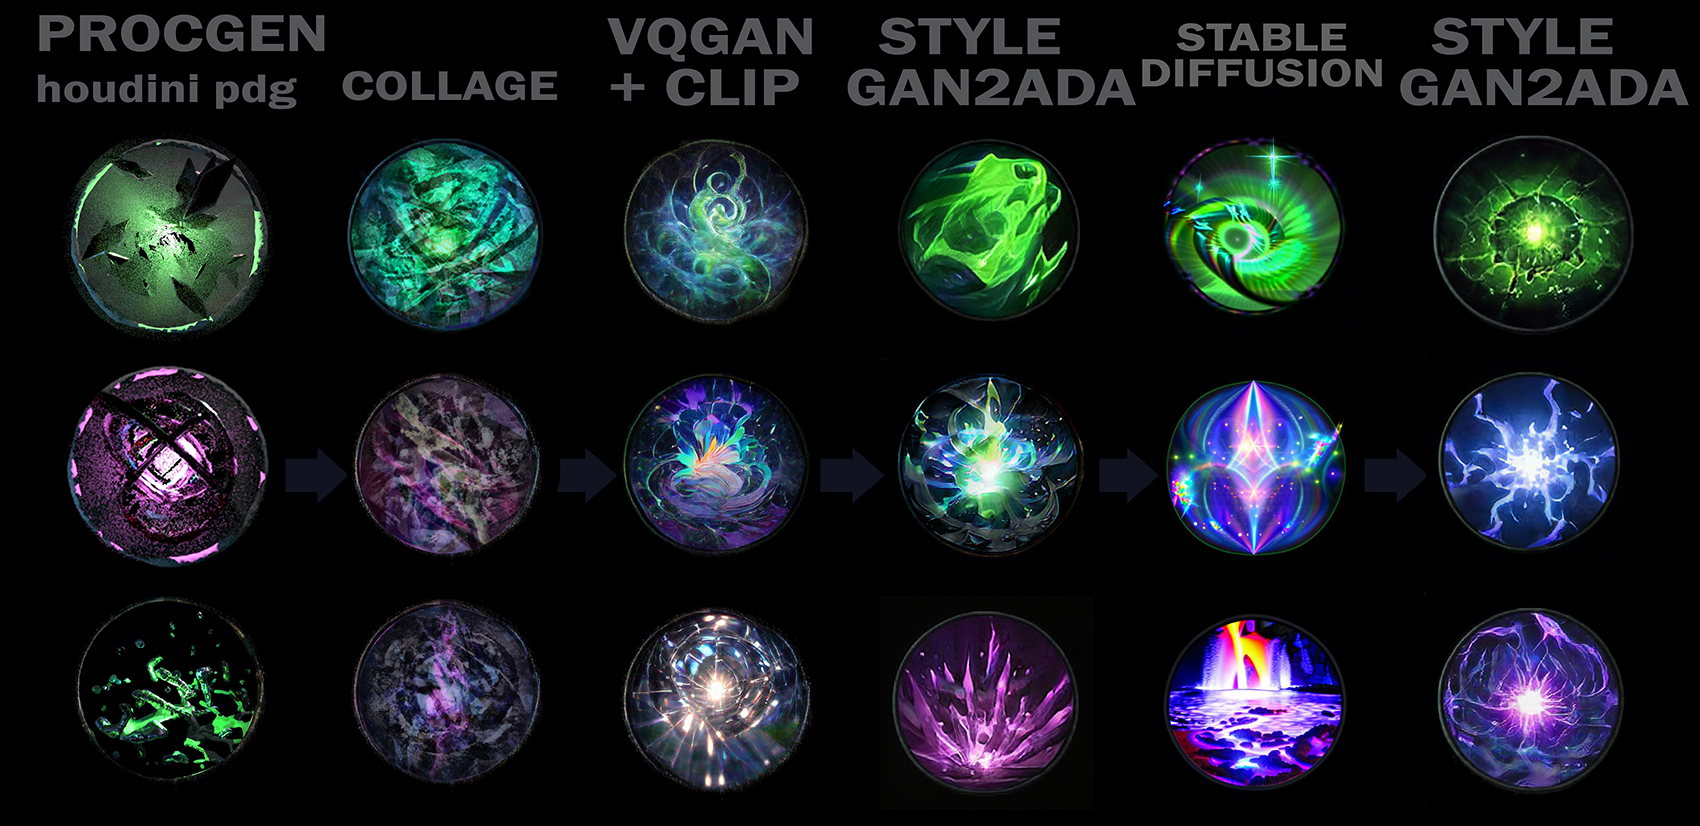 PROCGEN
houdini pdg
COLLAGE
VQGAN
+ CLIP
STYLE
GAN2ADA
STABLE
DIFFUSION
STYLE
GAN2ADA